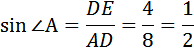 sin ∠A = DE/AD = 4/8 = 1/2